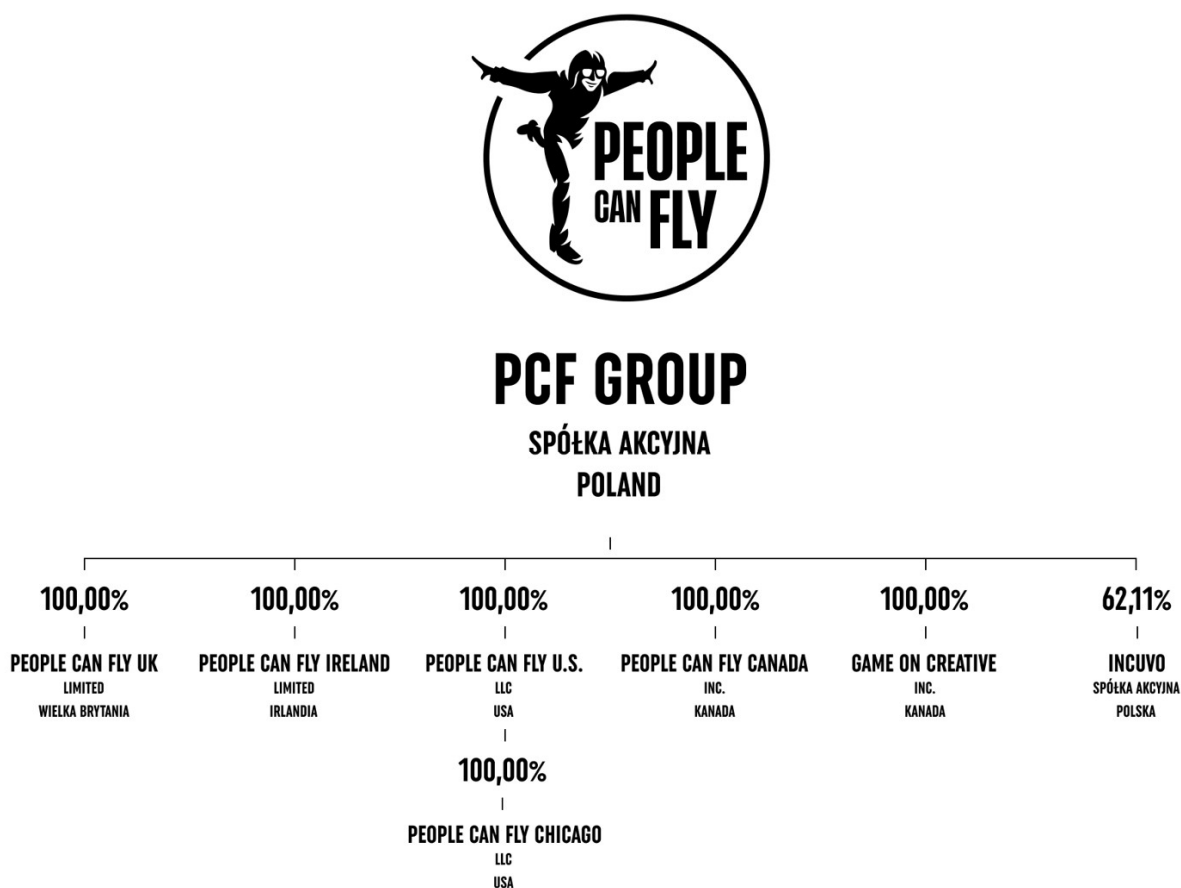 PEOPLE
CAN FLY
PCF GROUP
SPÓŁKA AKCYJNA
POLAND
100,00%
PEOPLE CAN FLY UK
LIMITED
WIELKA BRYTANIA
100,00%
PEOPLE CAN FLY IRELAND
LIMITED
IRLANDIA
100,00%
PEOPLE CAN FLY U.S.
LLC
USA
100,00%
PEOPLE CAN FLY CHICAGO
LLC
USA
100,00%
PEOPLE CAN FLY CANADA
INC.
KANADA
100,00%
GAME ON CREATIVE
INC.
KANADA
62,11%
INCUVO
SPÓŁKA AKCYJNA
POLSKA